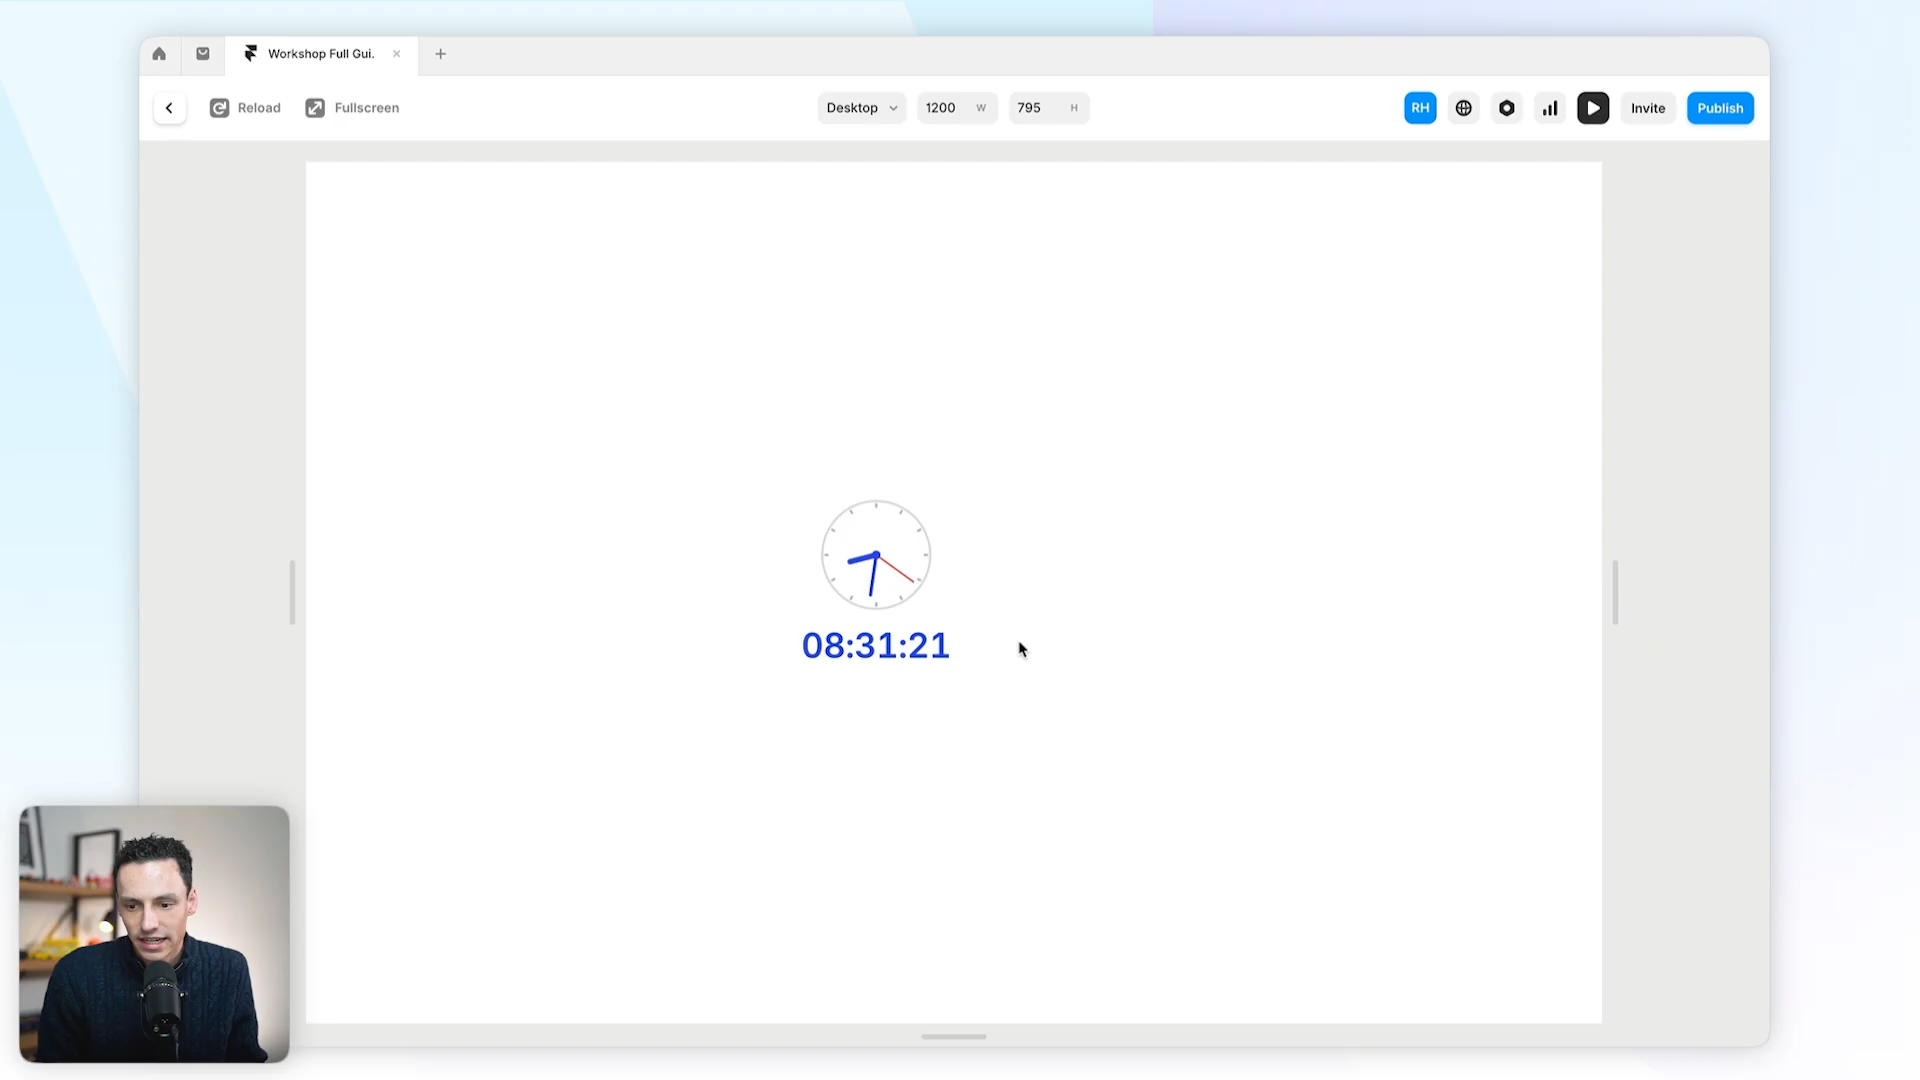 Workshop Full Gui.
Reload
Fullscreen
Desktop
1200 W
795 H
RH
Invite
Publish
08:31:21